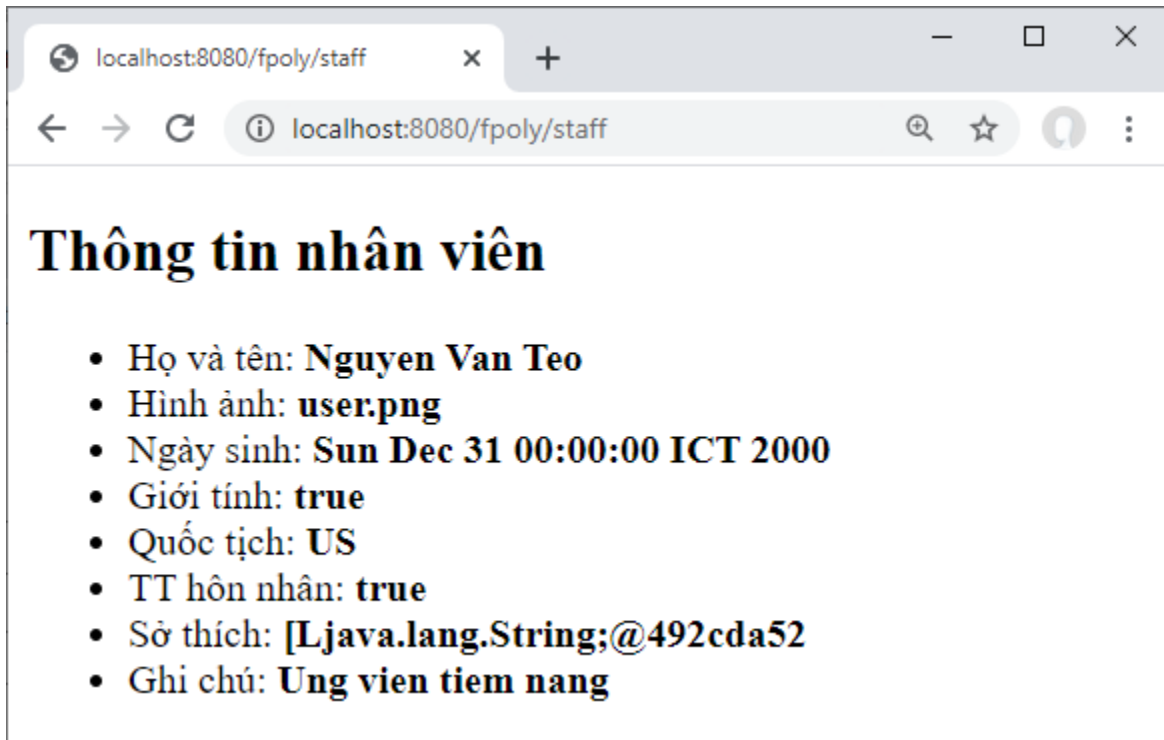 localhost:8080/fpoly/staff
localhost:8080/fpoly/staff
Thông tin nhân viên
• Họ và tên: Nguyen Van Teo
• Hình ảnh: user.png
• Ngày sinh: Sun Dec 31 00:00:00 ICT 2000
• Giới tính: true
• Quốc tịch: US
• TT hôn nhân: true
• Sở thích: [Ljava.lang.String;@492cda52
• Ghi chú: Ung vien tiem nang